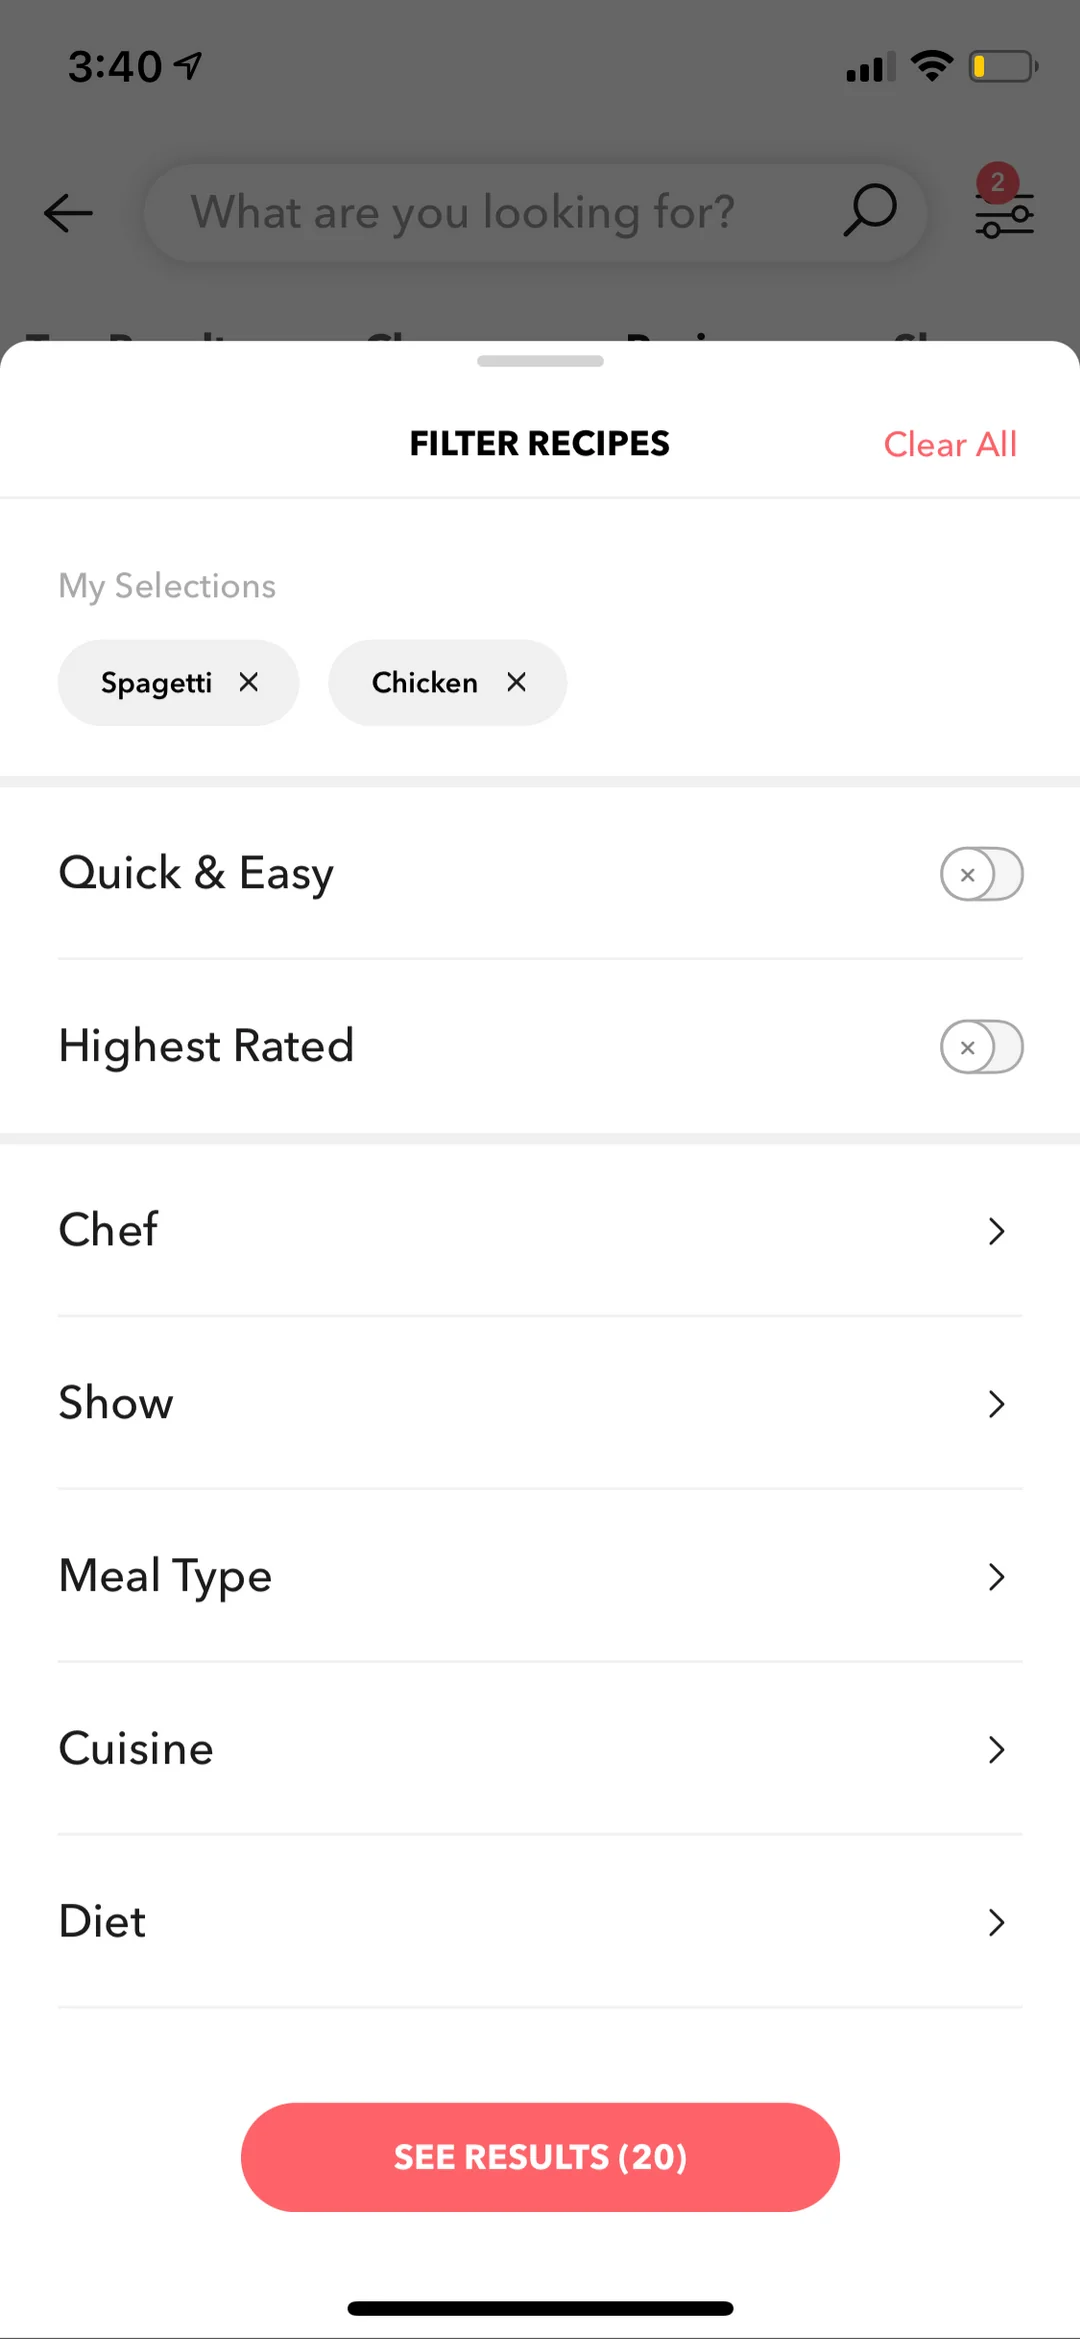 3:40
What are you looking for?
2
FILTER RECIPES
Clear All
My Selections
Spagetti
Chicken
Quick & Easy
Highest Rated
Chef
Show
Meal Type
Cuisine
Diet
SEE RESULTS (20)